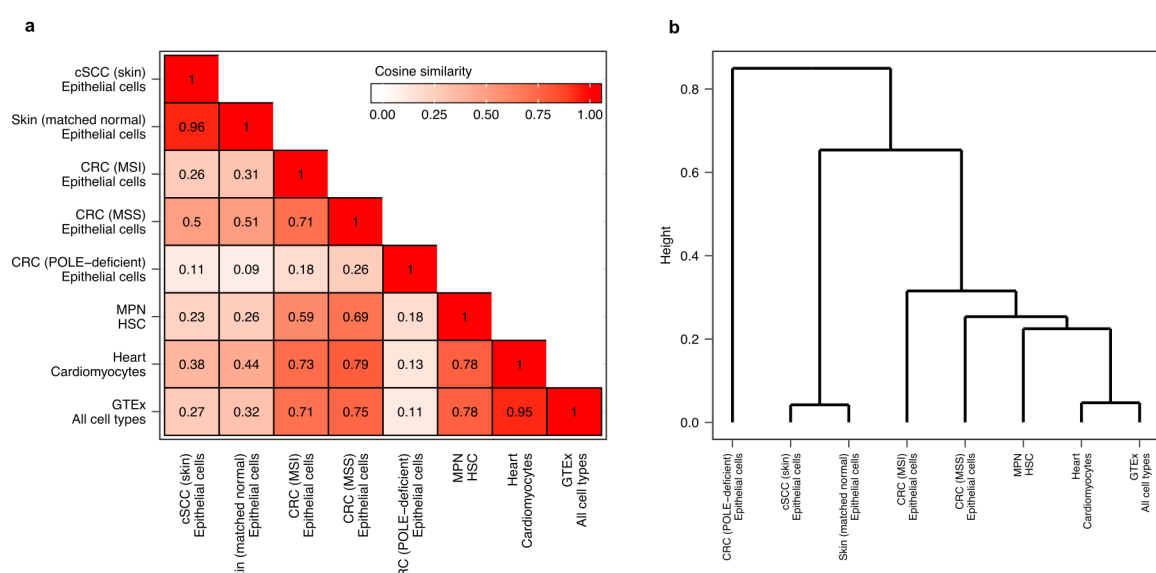 a
cSCC (skin)
Epithelial cells
Skin (matched normal)
Epithelial cells
CRC (MSI)
Epithelial cells
CRC (MSS)
Epithelial cells
CRC (POLE−deficient)
Epithelial cells
MPN
HSC
Heart
Cardiomyocytes
GTEx
All cell types
Cosine similarity
0.00 0.25 0.50 0.75 1.00
1
0.96 1
0.26 0.31 1
0.5 0.51 0.71 1
0.11 0.09 0.18 0.26 1
0.23 0.26 0.59 0.69 0.18 1
0.38 0.44 0.73 0.79 0.13 0.78 1
0.27 0.32 0.71 0.75 0.11 0.78 0.95 1
cSCC (skin)
Epithelial cells
(matched normal)
Epithelial cells
CRC (MSI)
Epithelial cells
CRC (MSS)
Epithelial cells
(POLE−deficient)
Epithelial cells
MPN
HSC
Heart
Cardiomyocytes
GTEx
All cell types
b
Height
0.8
0.6
0.4
0.2
0.0
CRC (POLE−deficient)
Epithelial cells
cSCC (skin)
Epithelial cells
Skin (matched normal)
Epithelial cells
CRC (MSI)
Epithelial cells
CRC (MSS)
Epithelial cells
MPN
HSC
Heart
Cardiomyocytes
GTEx
All cell types